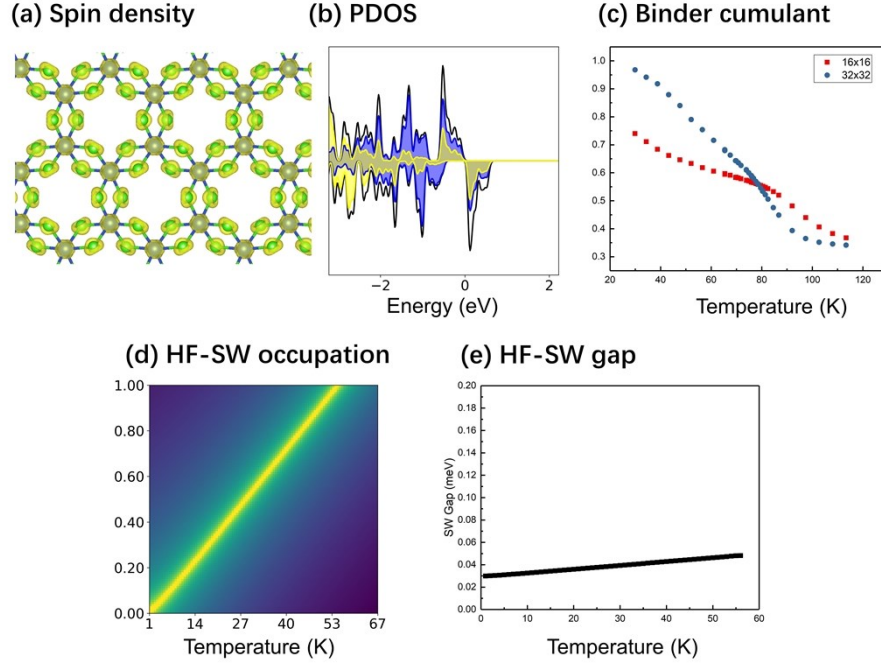 (a) Spin density
(b) PDOS
−2 0 2
Energy (eV)
(c) Binder cumulant
16x16
32x32
1.0
0.9
0.8
0.7
0.6
0.5
0.4
0.3
20 40 60 80 100 120
Temperature (K)
(d) HF-SW occupation
1.00
0.80
0.60
0.40
0.20
0.00
1 14 27 40 53 67
Temperature (K)
(e) HF-SW gap
SW Gap (meV)
0.20
0.18
0.16
0.14
0.12
0.10
0.08
0.06
0.04
0.02
0.00
0 10 20 30 40 50 60
Temperature (K)